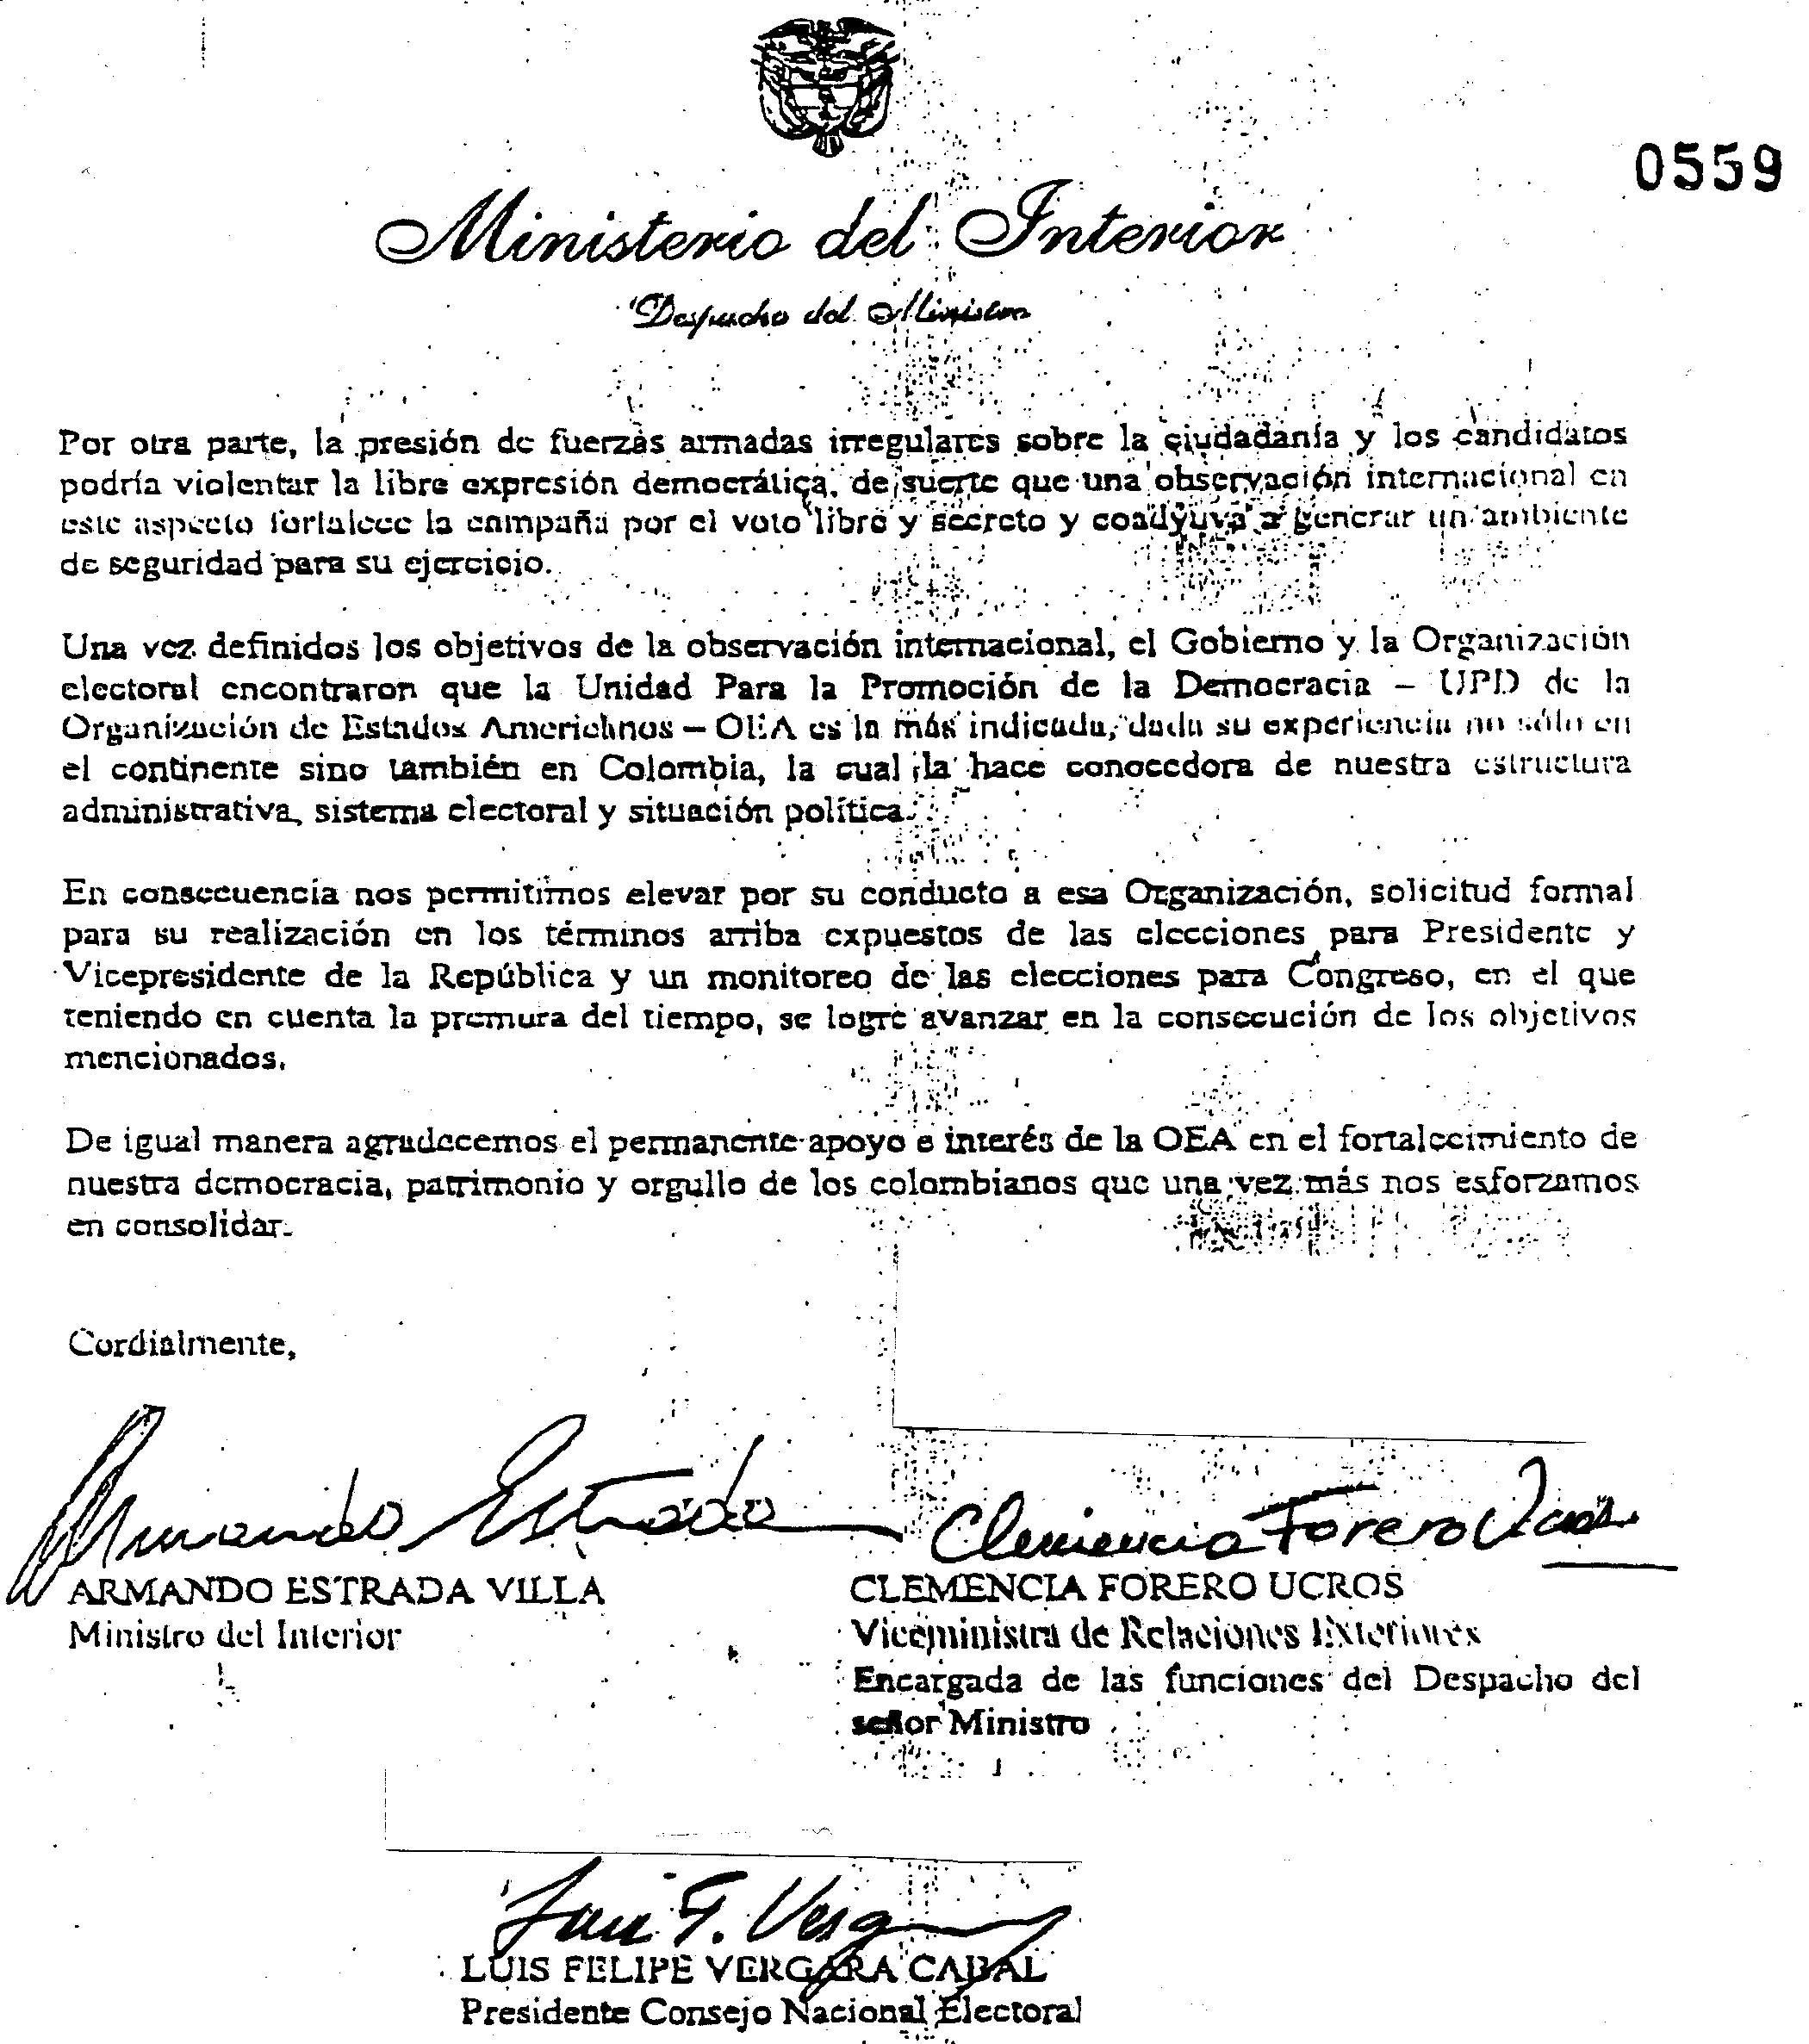 0559
Ministerio del Interior
Despacho del Ministro
Por otra parte, la presión de fuerzas armadas irregulares sobre la ciudadanía y los candidatos
podría violentar la libre expresión democrática, de suerte que una observación internacional en
este aspecto fortalece la campaña por el voto libre y secreto y coadyuva a generar un ambiente
de seguridad para su ejercicio.
Una vez definidos los objetivos de la observación internacional, el Gobierno y la Organización
electoral encontraron que la Unidad Para la Promoción de la Democracia – UPD de la
Organización de Estados Americanos – OEA es la más indicada, dada su experiencia no sólo en
el continente sino también en Colombia, la cual la hace conocedora de nuestra estructura
administrativa, sistema electoral y situación política.
En consecuencia nos permitimos elevar por su conducto a esa Organización, solicitud formal
para su realización en los términos arriba expuestos de las elecciones para Presidente y
Vicepresidente de la República y un monitoreo de las elecciones para Congreso, en el que
teniendo en cuenta la premura del tiempo, se logre avanzar en la consecución de los objetivos
mencionados.
De igual manera agradecemos el permanente apoyo e interés de la OEA en el fortalecimiento de
nuestra democracia, patrimonio y orgullo de los colombianos que una vez más nos esforzamos
en consolidar.
Cordialmente,
Armando Estrada Clemencia Forero Ucros
ARMANDO ESTRADA VILLA CLEMENCIA FORERO UCROS
Ministro del Interior Viceministra de Relaciones Exteriores
Encargada de las funciones del Despacho del
señor Ministro
Luis F. Vergara
LUIS FELIPE VERGARA CABAL
Presidente Consejo Nacional Electoral